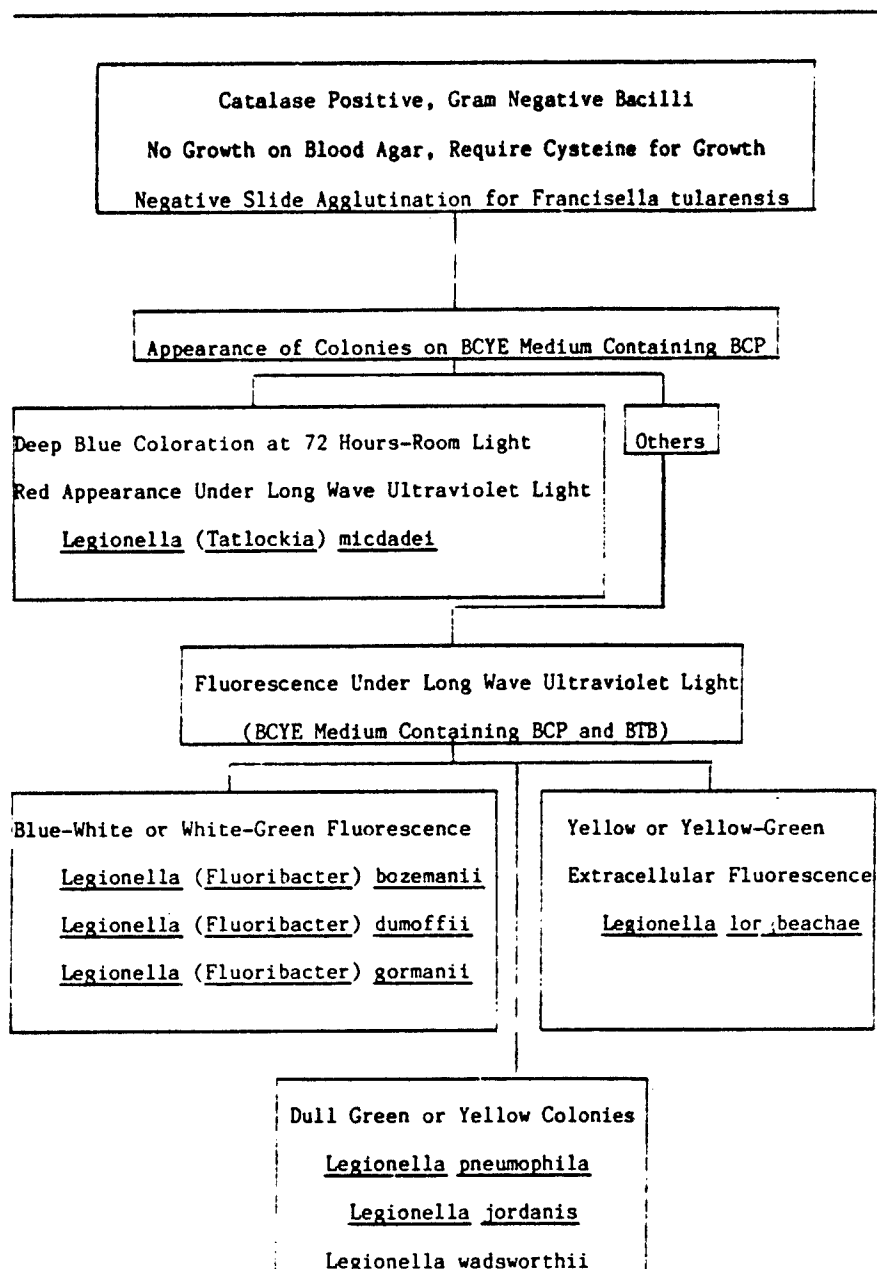 Catalase Positive, Gram Negative Bacilli
No Growth on Blood Agar, Require Cysteine for Growth
Negative Slide Agglutination for Francisella tularensis
Appearance of Colonies on BCYE Medium Containing BCP
Deep Blue Coloration at 72 Hours-Room Light
Red Appearance Under Long Wave Ultraviolet Light
Legionella (Tatlockia) micdadei
Others
Fluorescence Under Long Wave Ultraviolet Light
(BCYE Medium Containing BCP and BTB)
Blue-White or White-Green Fluorescence
Legionella (Fluoribacter) bozemanii
Legionella (Fluoribacter) dumoffii
Legionella (Fluoribacter) gormanii
Yellow or Yellow-Green
Extracellular Fluorescence
Legionella beachae
Dull Green or Yellow Colonies
Legionella pneumophila
Legionella jordanis
Legionella wadsworthii